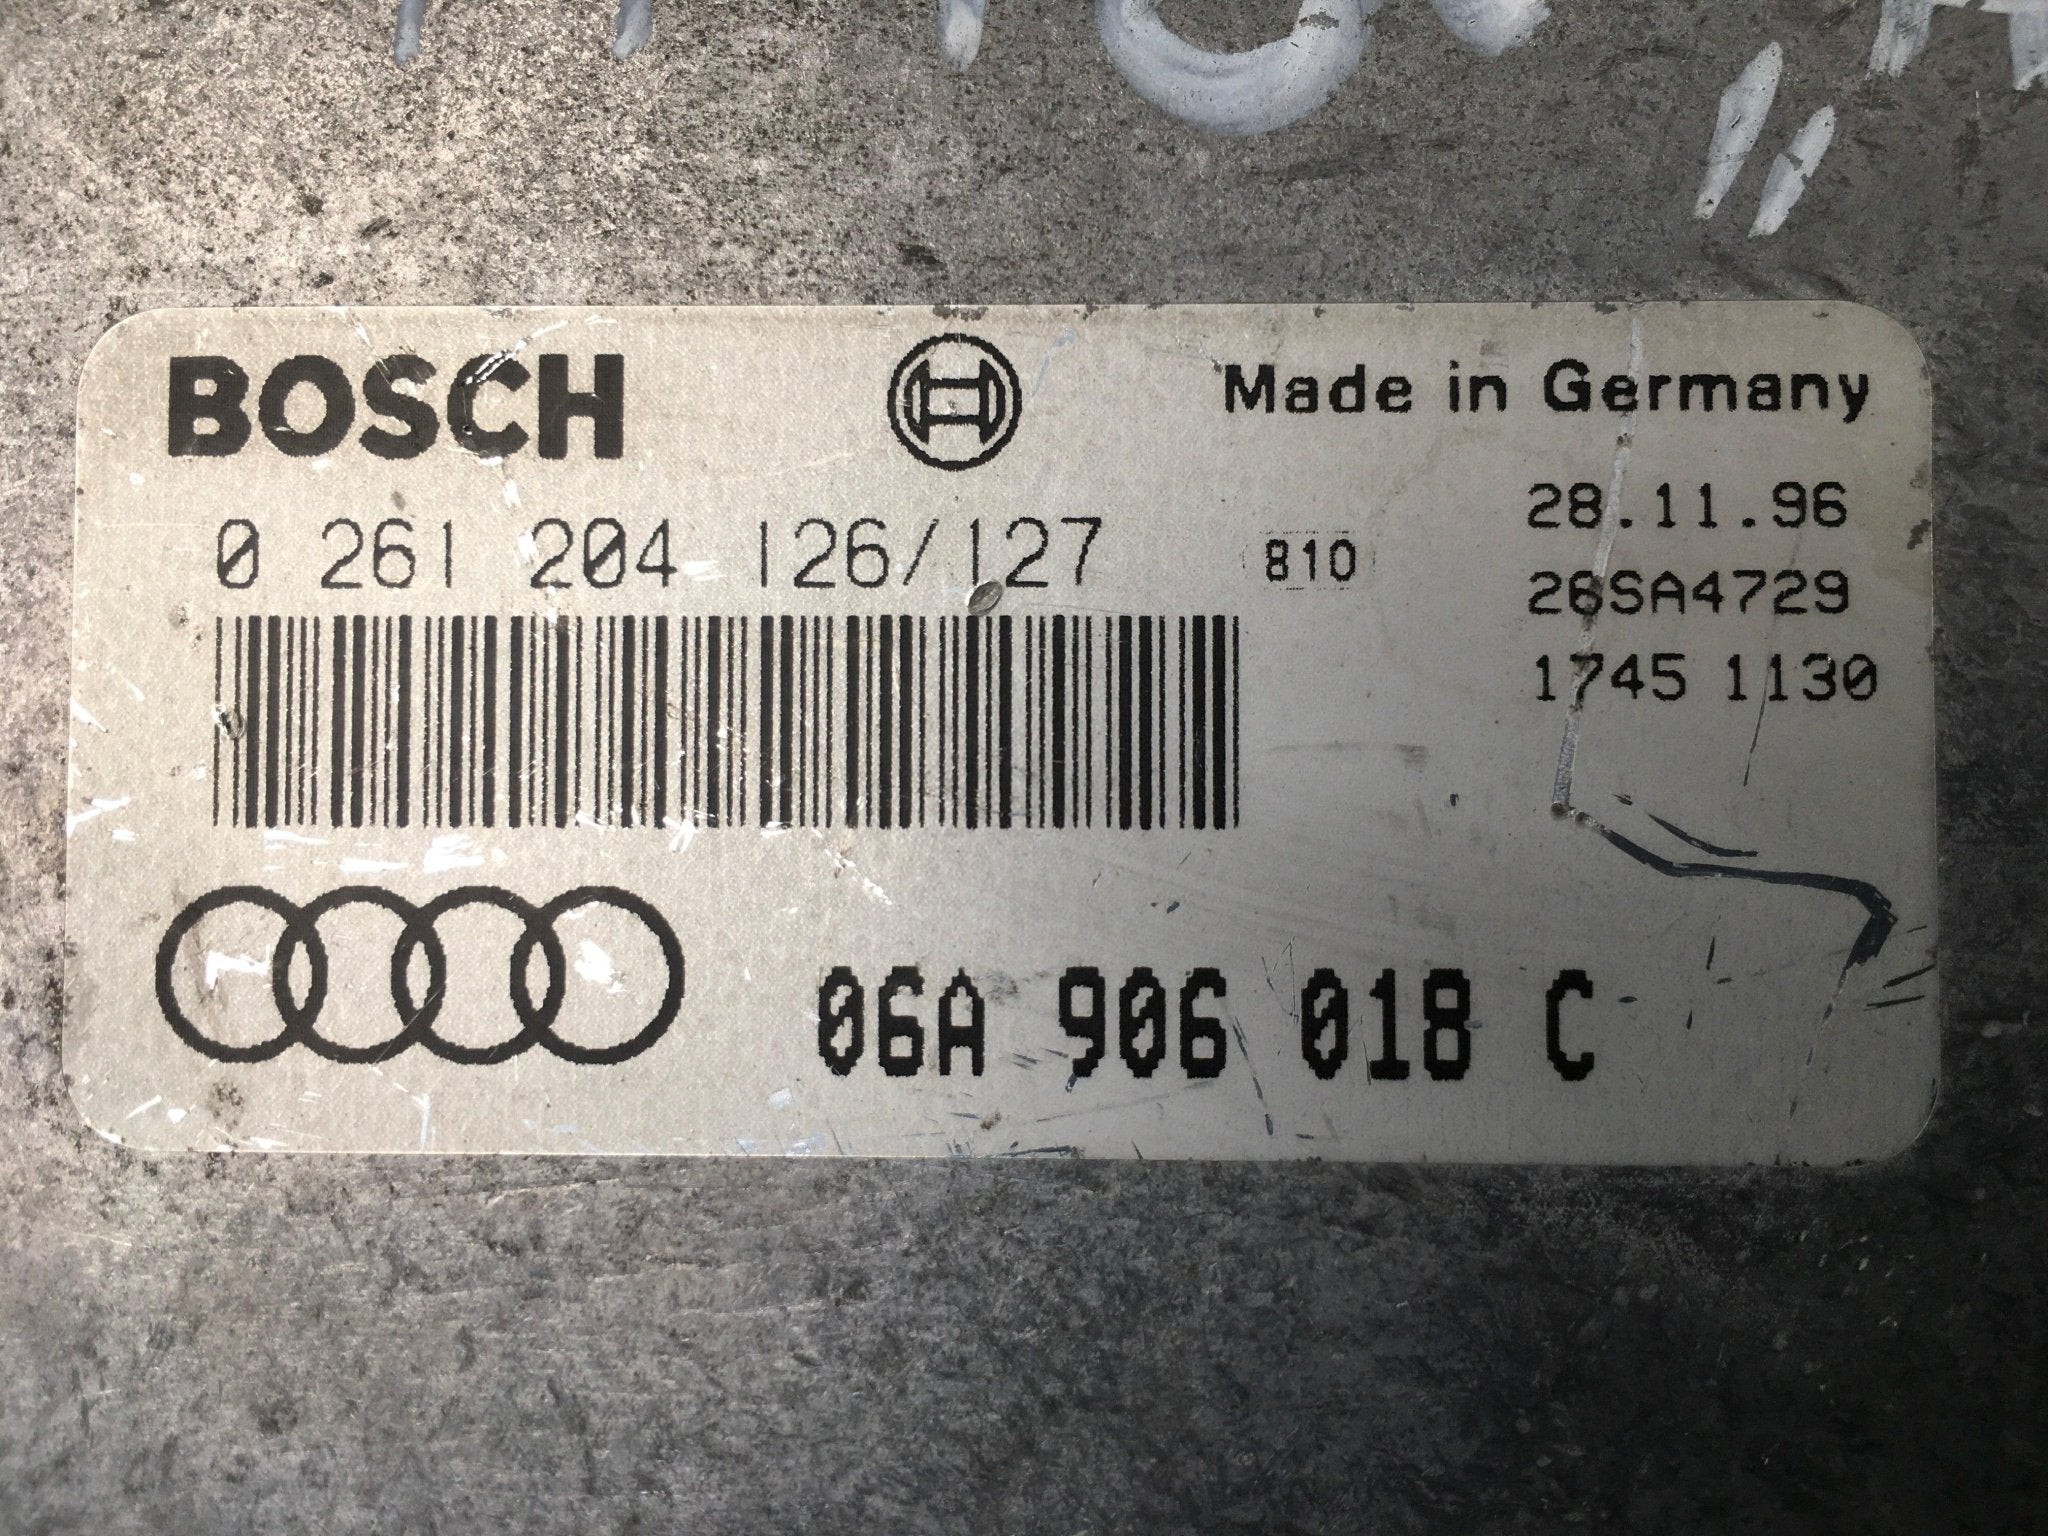 BOSCH Made in Germany
28.11.96
0 261 204 126/127 810
26SA4729
1745 1130
06A 906 018 C